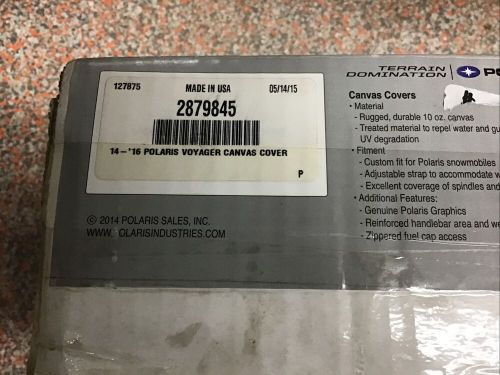 TERRAIN
DOMINATION
127875 MADE IN USA 05/14/15
2879845
14-'16 POLARIS VOYAGER CANVAS COVER
P
© 2014 POLARIS SALES, INC.
WWW.POLARISINDUSTRIES.COM
Canvas Covers
• Material
- Rugged, durable 10 oz. canvas
- Treated material to repel water and
UV degradation
• Fitment
- Custom fit for Polaris snowmobiles
- Adjustable strap to accommodate
- Excellent coverage of spindles and
• Additional Features:
- Genuine Polaris Graphics
- Reinforced handlebar area and
- Zippered fuel cap access